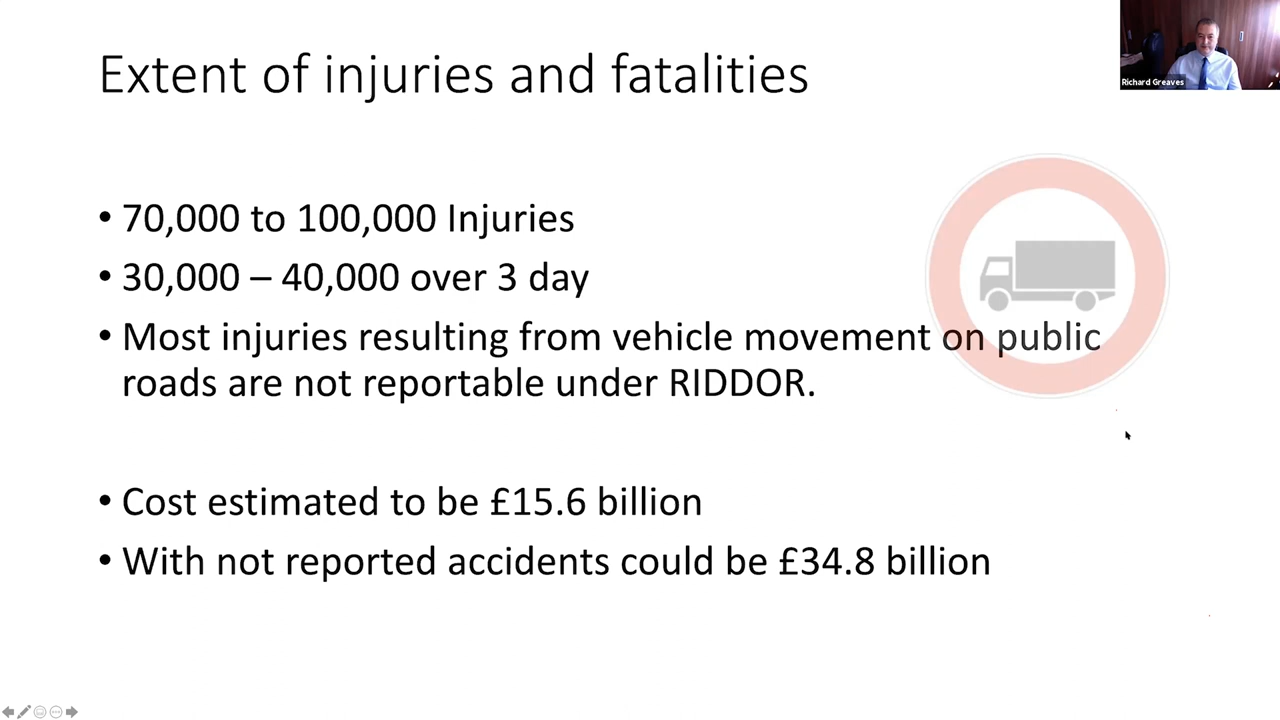 Extent of injuries and fatalities
Richard Greaves
• 70,000 to 100,000 Injuries
• 30,000 – 40,000 over 3 day
• Most injuries resulting from vehicle movement on public
roads are not reportable under RIDDOR.
• Cost estimated to be £15.6 billion
• With not reported accidents could be £34.8 billion